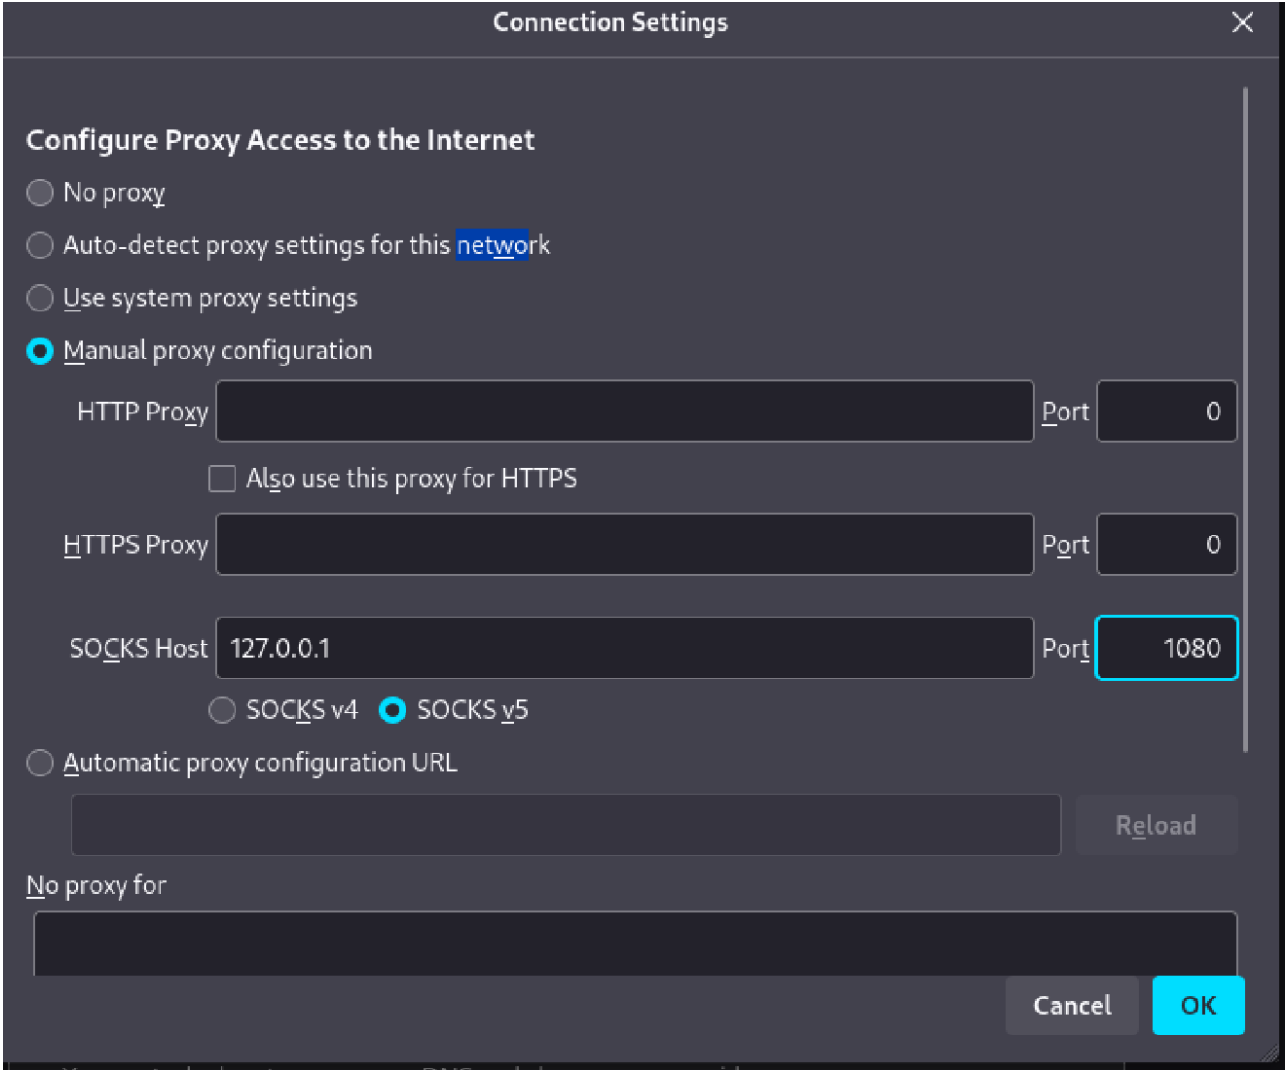 Connection Settings
Configure Proxy Access to the Internet
No proxy
Auto-detect proxy settings for this network
Use system proxy settings
Manual proxy configuration
HTTP Proxy Port 0
Also use this proxy for HTTPS
HTTPS Proxy Port 0
SOCKS Host 127.0.0.1 Port 1080
SOCKS v4 SOCKS v5
Automatic proxy configuration URL
Reload
No proxy for
Cancel OK